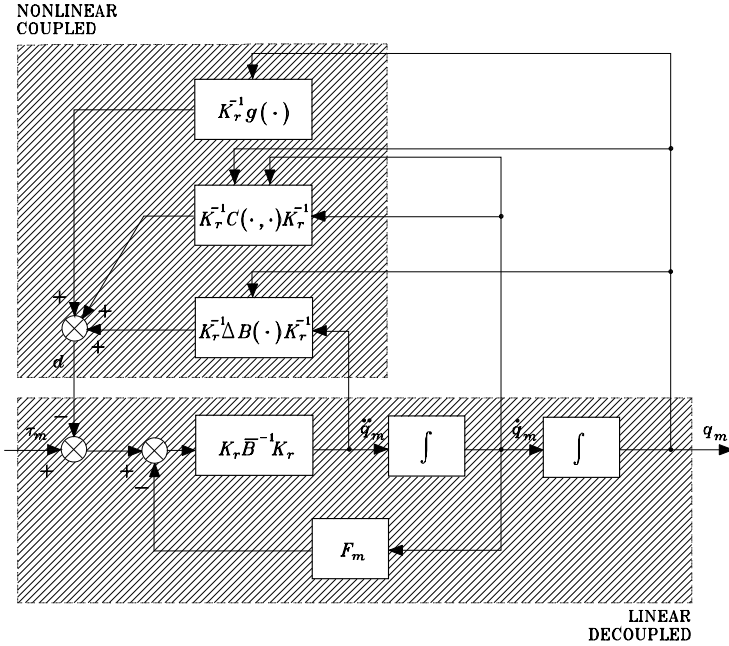 NONLINEAR
COUPLED
K_r^{-1} g(·)
K_r^{-1} C(·,·) K_r^{-1}
+
+
K_r^{-1} ΔB(·) K_r^{-1}
+
d
−
τ_m
+
+
−
K_r B̄^{-1} K_r
q̈_m
∫
q̇_m
∫
q_m
F_m
LINEAR
DECOUPLED